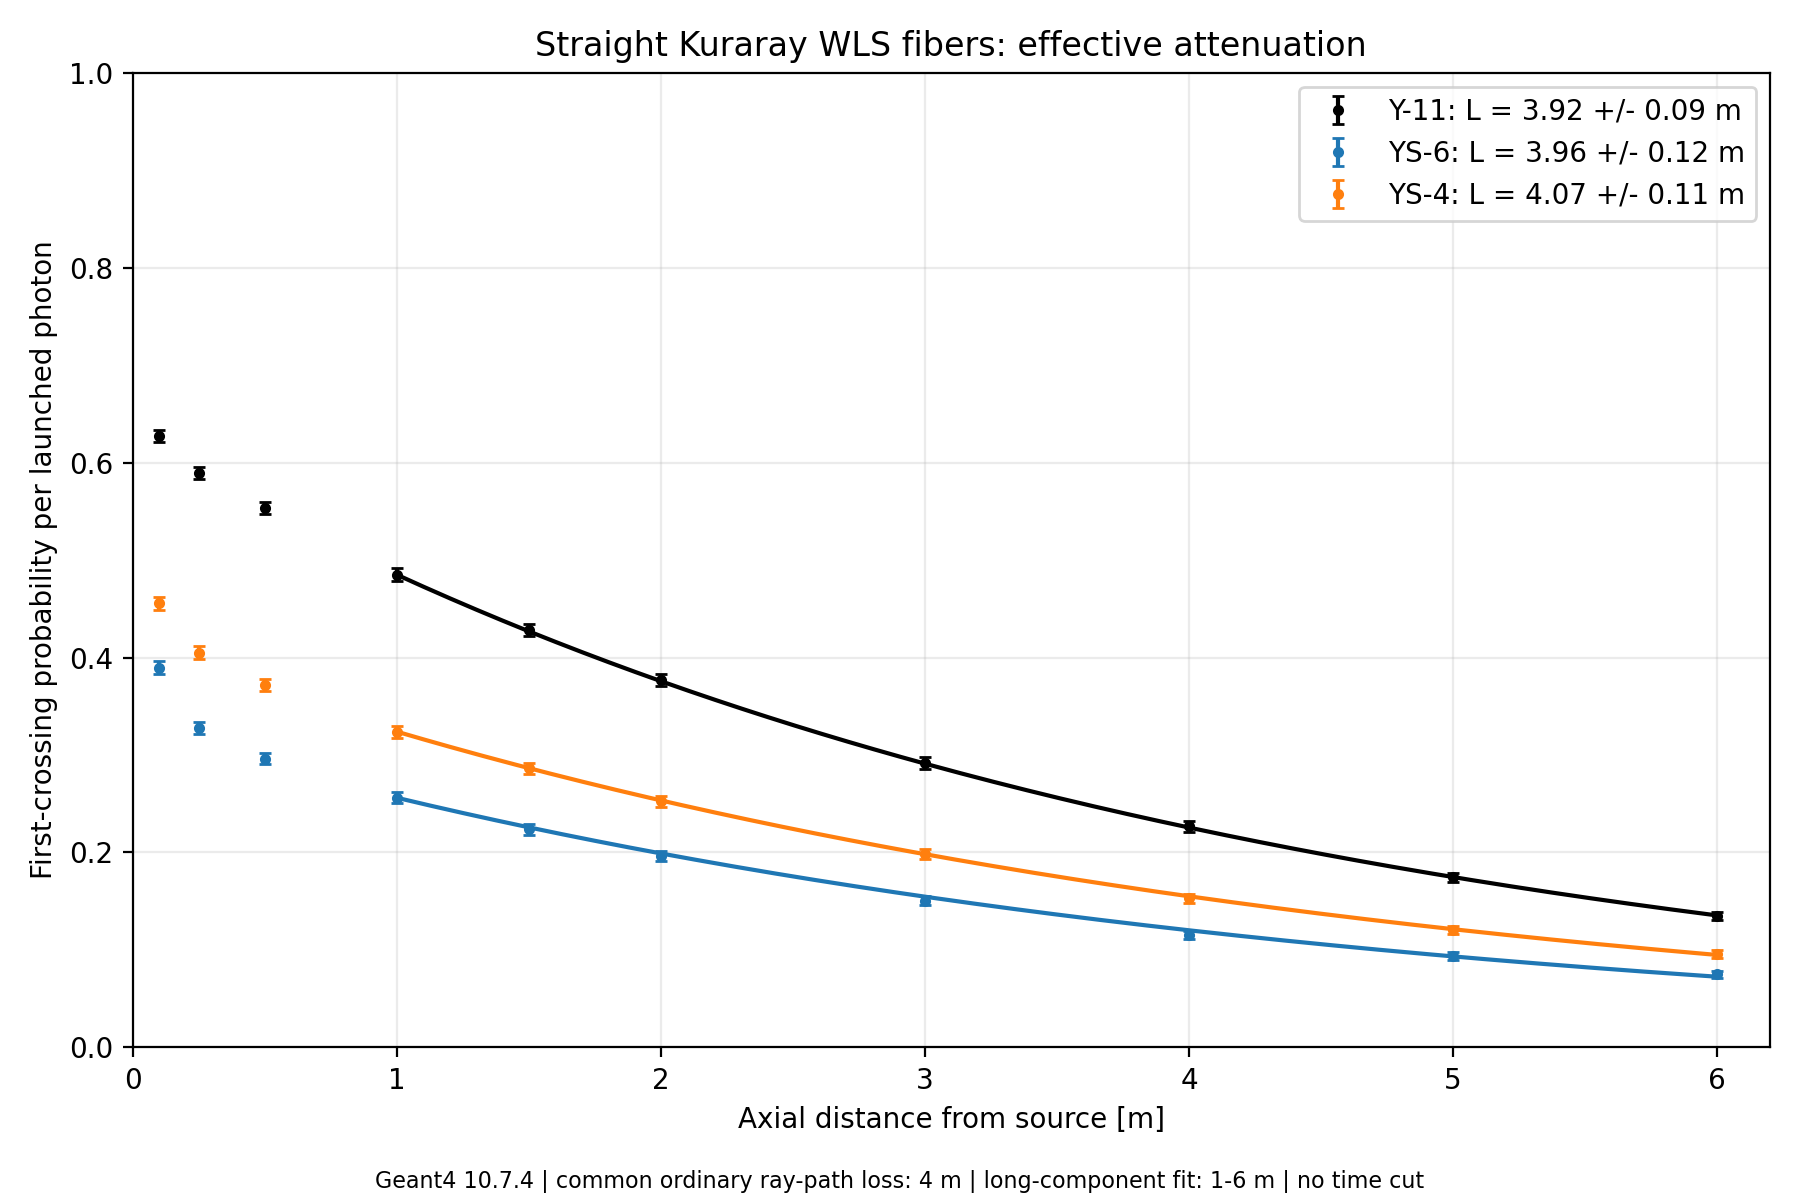 Straight Kuraray WLS fibers: effective attenuation
Y-11: L = 3.92 +/- 0.09 m
YS-6: L = 3.96 +/- 0.12 m
YS-4: L = 4.07 +/- 0.11 m
First-crossing probability per launched photon
1.0
0.8
0.6
0.4
0.2
0.0
0 1 2 3 4 5 6
Axial distance from source [m]
Geant4 10.7.4 | common ordinary ray-path loss: 4 m | long-component fit: 1-6 m | no time cut